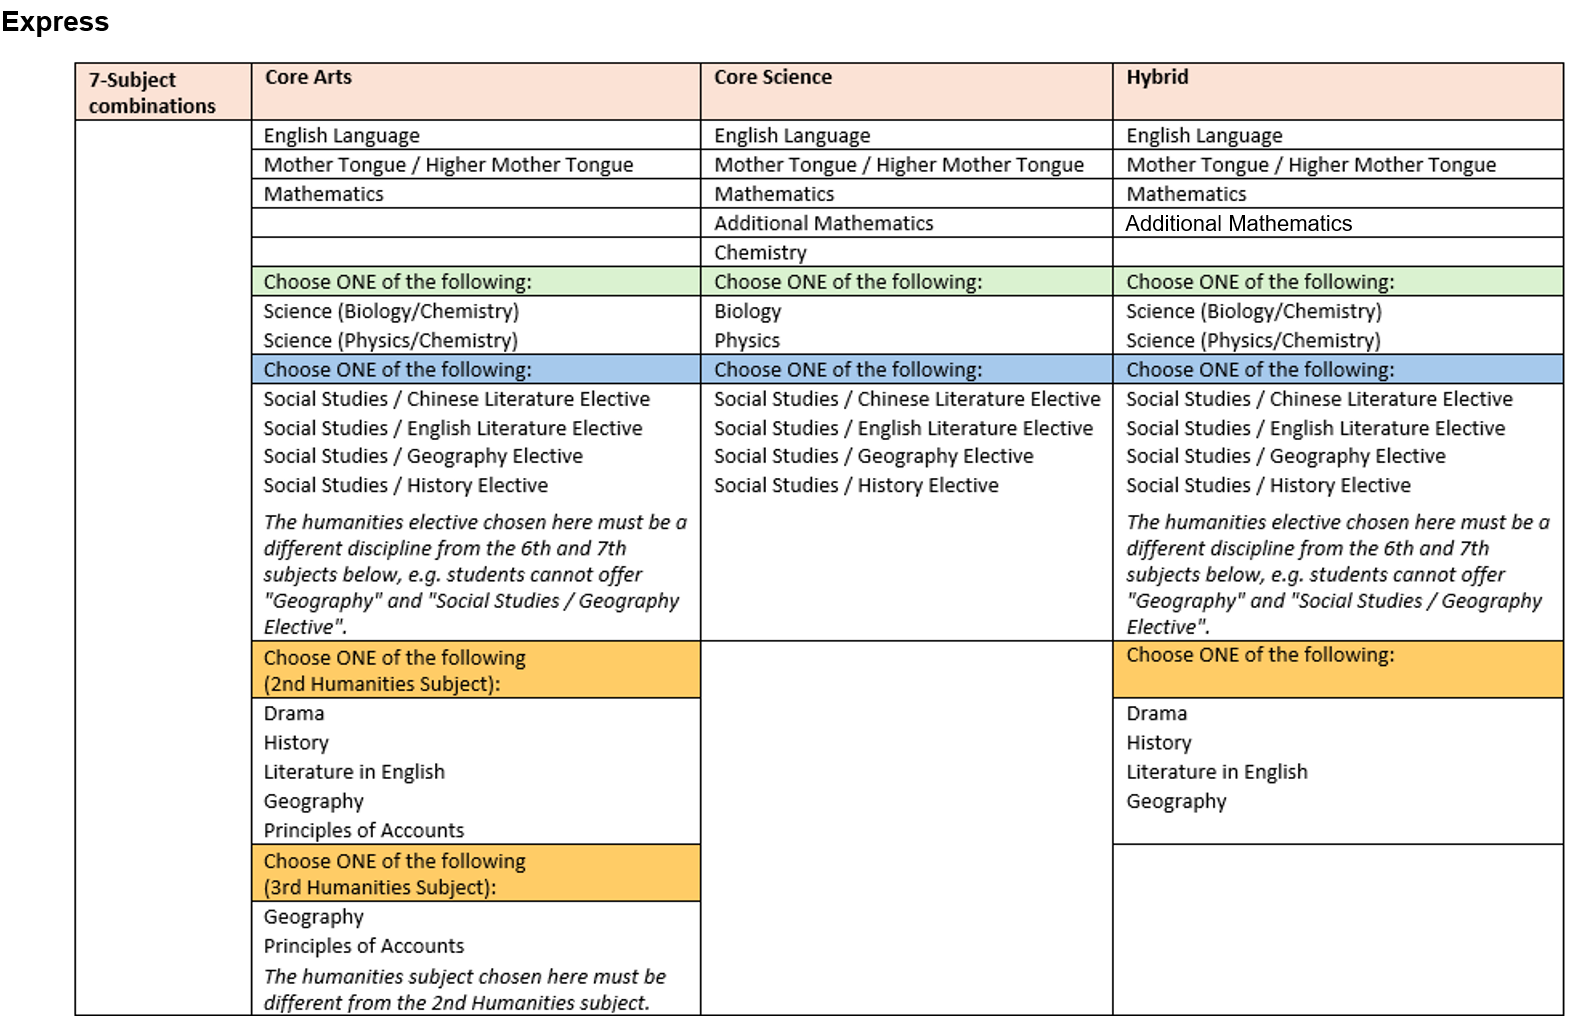 Express
7-Subject
combinations
Core Arts
Core Science
Hybrid
English Language
English Language
English Language
Mother Tongue / Higher Mother Tongue
Mother Tongue / Higher Mother Tongue
Mother Tongue / Higher Mother Tongue
Mathematics
Mathematics
Mathematics
Additional Mathematics
Additional Mathematics
Chemistry
Choose ONE of the following:
Choose ONE of the following:
Choose ONE of the following:
Science (Biology/Chemistry)
Science (Physics/Chemistry)
Biology
Physics
Science (Biology/Chemistry)
Science (Physics/Chemistry)
Choose ONE of the following:
Choose ONE of the following:
Choose ONE of the following:
Social Studies / Chinese Literature Elective
Social Studies / English Literature Elective
Social Studies / Geography Elective
Social Studies / History Elective
The humanities elective chosen here must be a
different discipline from the 6th and 7th
subjects below, e.g. students cannot offer
"Geography" and "Social Studies / Geography
Elective".
Social Studies / Chinese Literature Elective
Social Studies / English Literature Elective
Social Studies / Geography Elective
Social Studies / History Elective
Social Studies / Chinese Literature Elective
Social Studies / English Literature Elective
Social Studies / Geography Elective
Social Studies / History Elective
The humanities elective chosen here must be a
different discipline from the 6th and 7th
subjects below, e.g. students cannot offer
"Geography" and "Social Studies / Geography
Elective".
Choose ONE of the following
(2nd Humanities Subject):
Choose ONE of the following:
Drama
History
Literature in English
Geography
Principles of Accounts
Drama
History
Literature in English
Geography
Choose ONE of the following
(3rd Humanities Subject):
Geography
Principles of Accounts
The humanities subject chosen here must be
different from the 2nd Humanities subject.